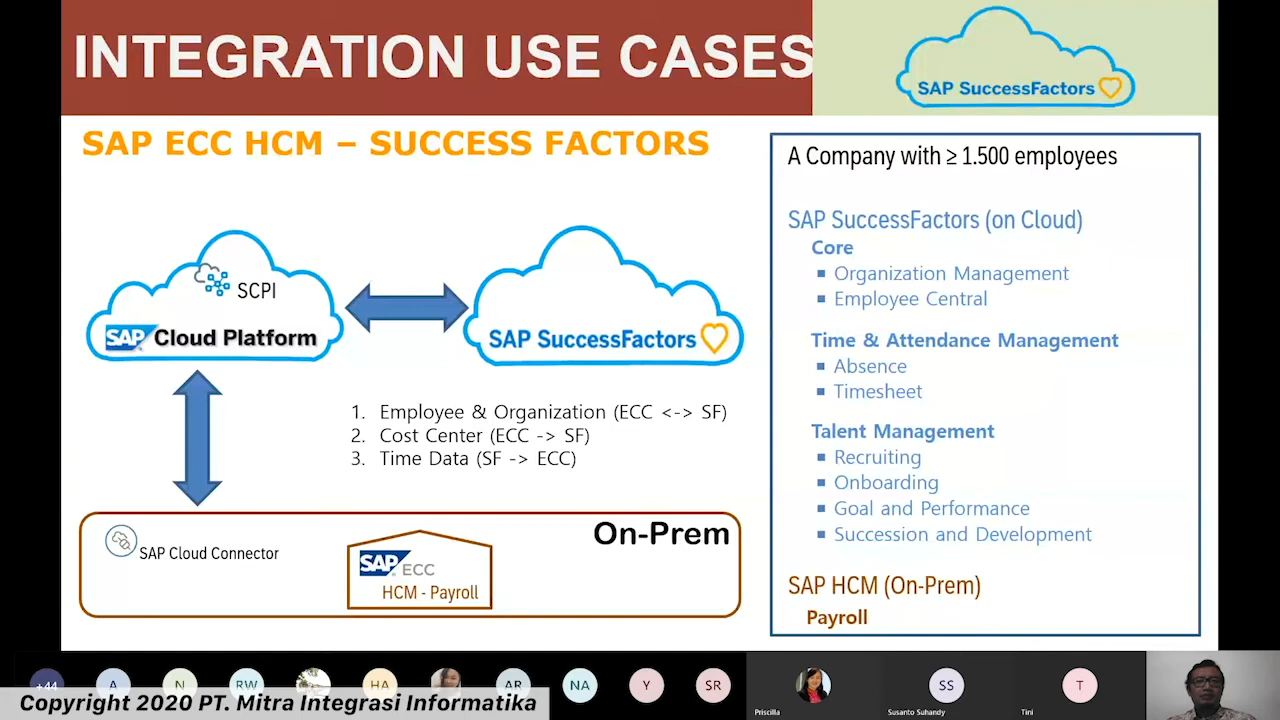 INTEGRATION USE CASES
SAP SuccessFactors
SAP ECC HCM – SUCCESS FACTORS
SCPI
SAP Cloud Platform
SAP SuccessFactors
1. Employee & Organization (ECC <-> SF)
2. Cost Center (ECC -> SF)
3. Time Data (SF -> ECC)
On-Prem
SAP Cloud Connector
SAP ECC
HCM - Payroll
A Company with ≥ 1.500 employees
SAP SuccessFactors (on Cloud)
Core
▪ Organization Management
▪ Employee Central
Time & Attendance Management
▪ Absence
▪ Timesheet
Talent Management
▪ Recruiting
▪ Onboarding
▪ Goal and Performance
▪ Succession and Development
SAP HCM (On-Prem)
Payroll
+44 A N RW HA AR NA Y SR SS T
Priscilla Susanto Suhandy Tini
Copyright 2020 PT. Mitra Integrasi Informatika